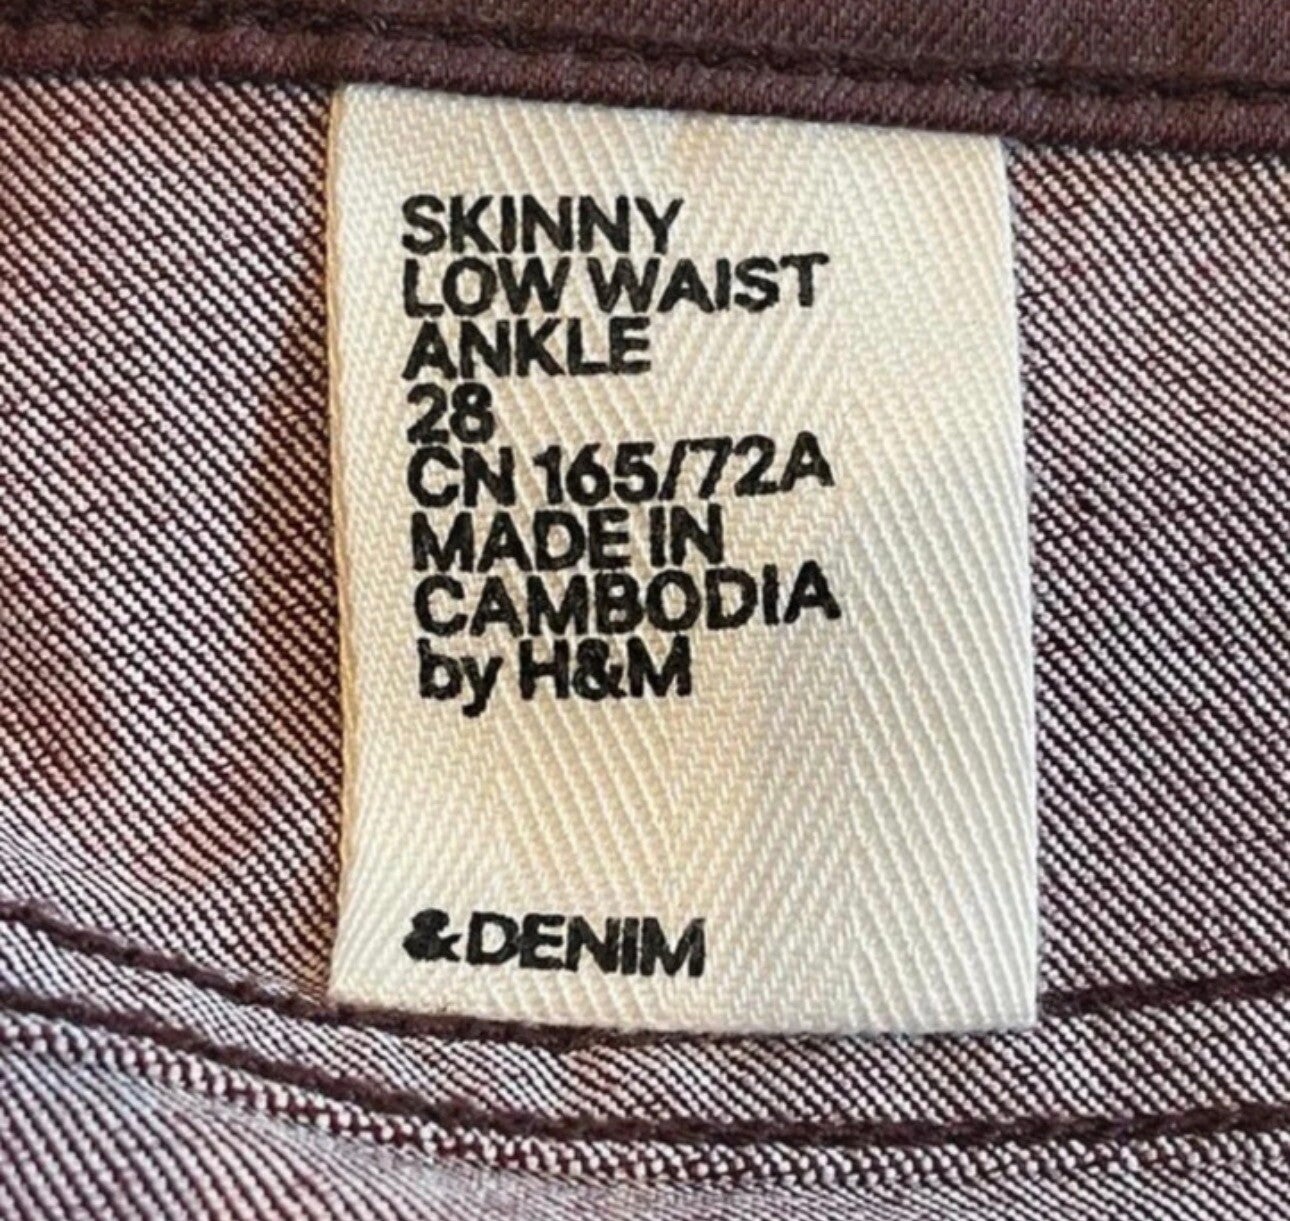 SKINNY
LOW WAIST
ANKLE
28
CN 165/72A
MADE IN
CAMBODIA
by H&M
&DENIM